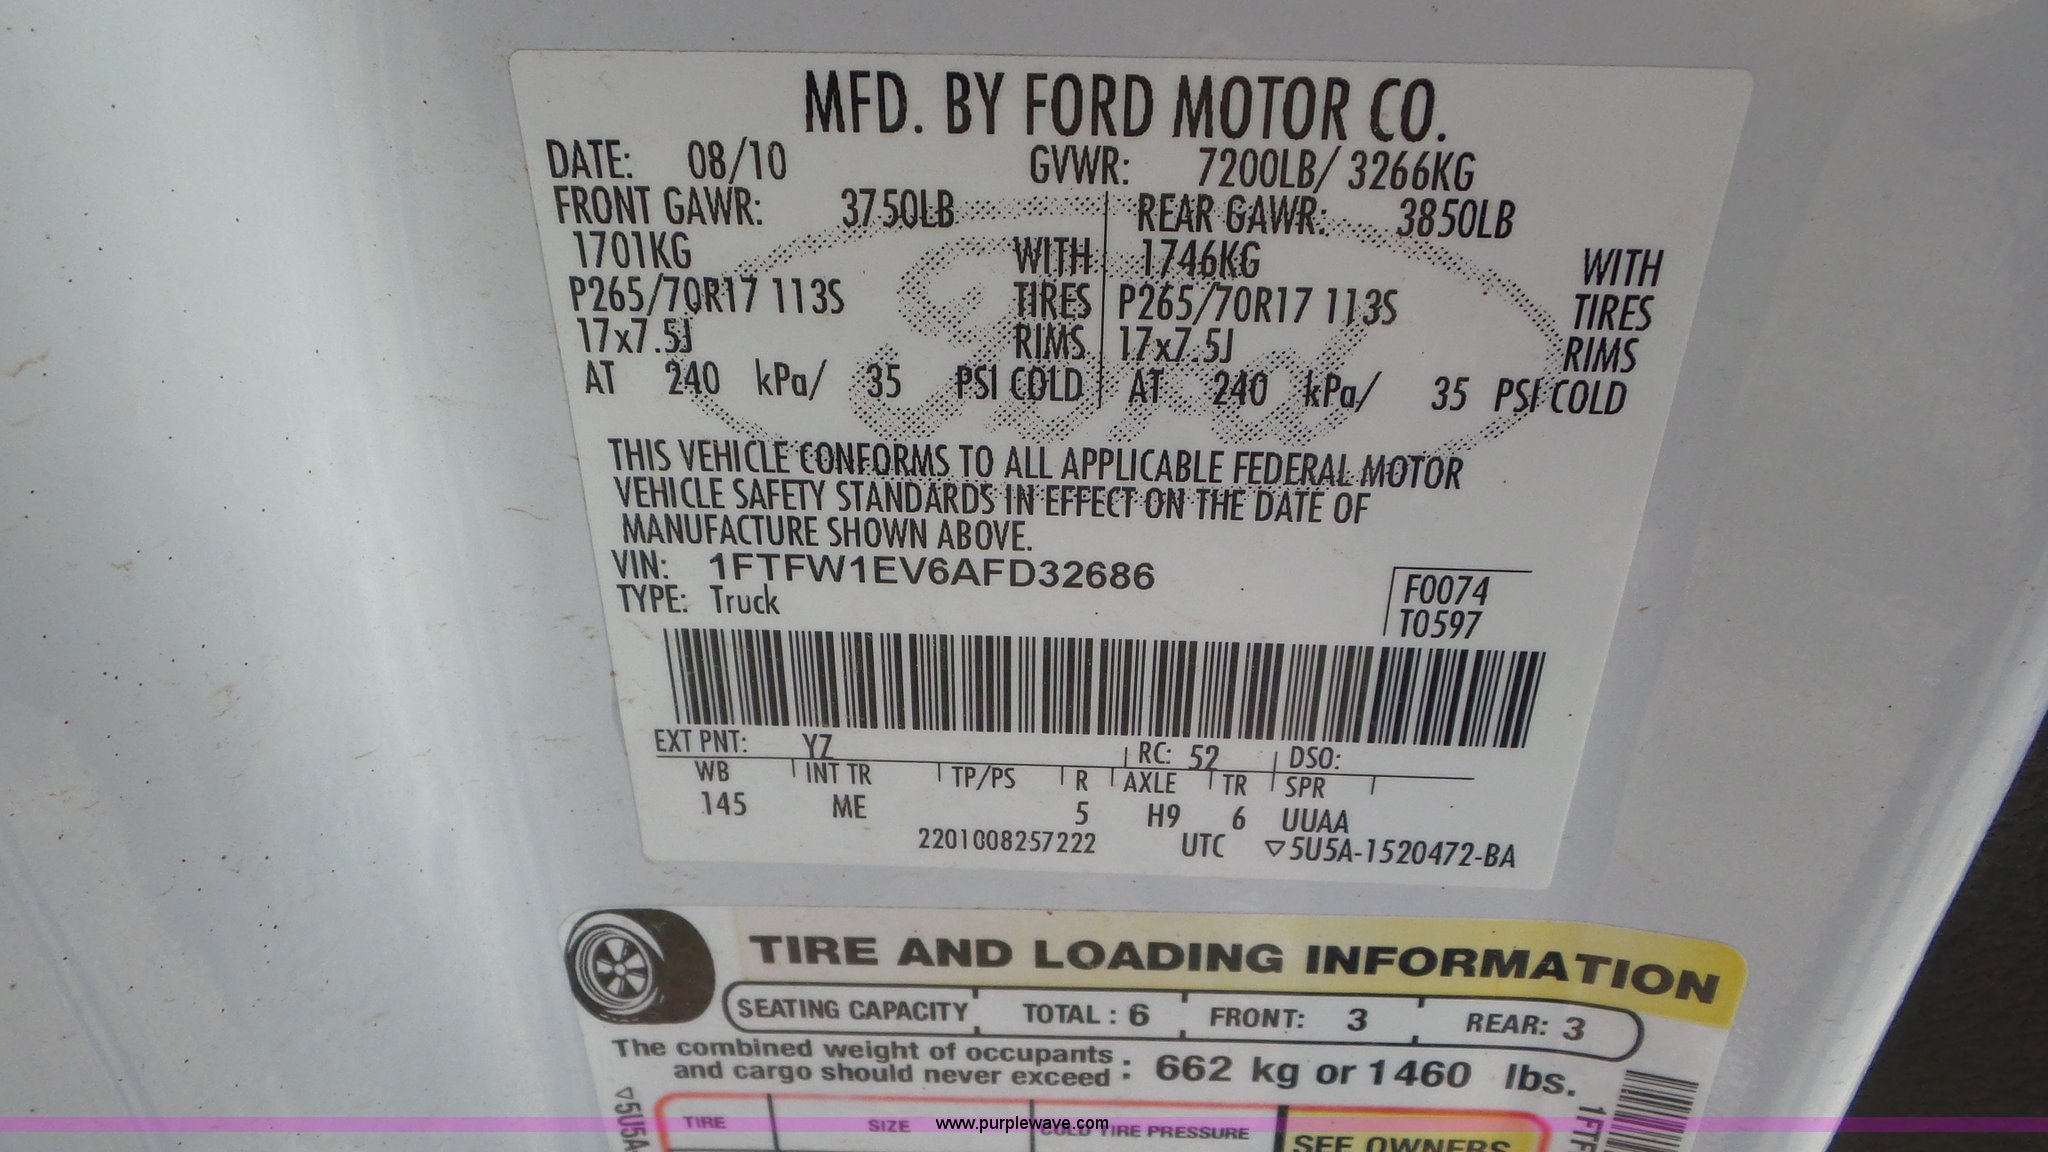 MFD. BY FORD MOTOR CO.
DATE: 08/10 GVWR: 7200LB/ 3266KG
FRONT GAWR: 3750LB REAR GAWR: 3850LB
1701KG WITH 1746KG WITH
P265/70R17 113S TIRES P265/70R17 113S TIRES
17x7.5J RIMS 17x7.5J RIMS
AT 240 kPa/ 35 PSI COLD AT 240 kPa/ 35 PSI COLD
Ford
THIS VEHICLE CONFORMS TO ALL APPLICABLE FEDERAL MOTOR
VEHICLE SAFETY STANDARDS IN EFFECT ON THE DATE OF
MANUFACTURE SHOWN ABOVE.
VIN: 1FTFW1EV6AFD32686
TYPE: Truck
F0074
T0597
EXT PNT: YZ RC: 52 DSO:
WB INT TR TP/PS R AXLE TR SPR
145 ME 5 H9 6 UUAA
2201008257222 UTC ▽5U5A-1520472-BA
TIRE AND LOADING INFORMATION
SEATING CAPACITY TOTAL : 6 FRONT: 3 REAR: 3
The combined weight of occupants
and cargo should never exceed : 662 kg or 1460 lbs.
TIRE SIZE COLD TIRE PRESSURE SEE OWNERS
▽5U5A-
1FTF
www.purplewave.com